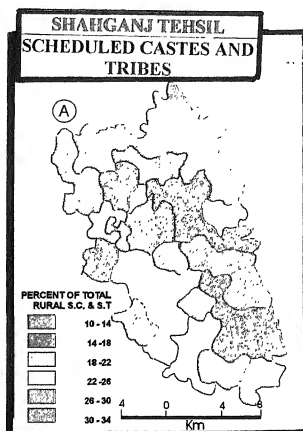 SHAHGANJ TEHSIL
SCHEDULED CASTES AND
TRIBES
A
PERCENT OF TOTAL
RURAL S.C. & S.T
10 - 14
14 - 18
18 - 22
22 - 26
26 - 30
30 - 34
4 0 4 8
Km